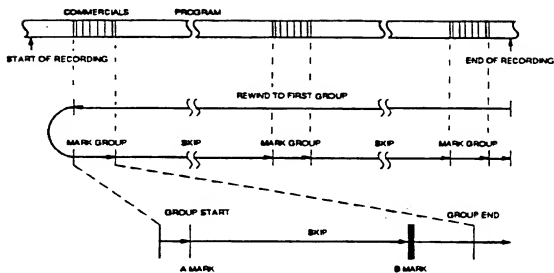 COMMERCIALS PROGRAM
START OF RECORDING END OF RECORDING
REWIND TO FIRST GROUP
MARK GROUP SKIP MARK GROUP SKIP MARK GROUP
GROUP START SKIP GROUP END
A MARK B MARK